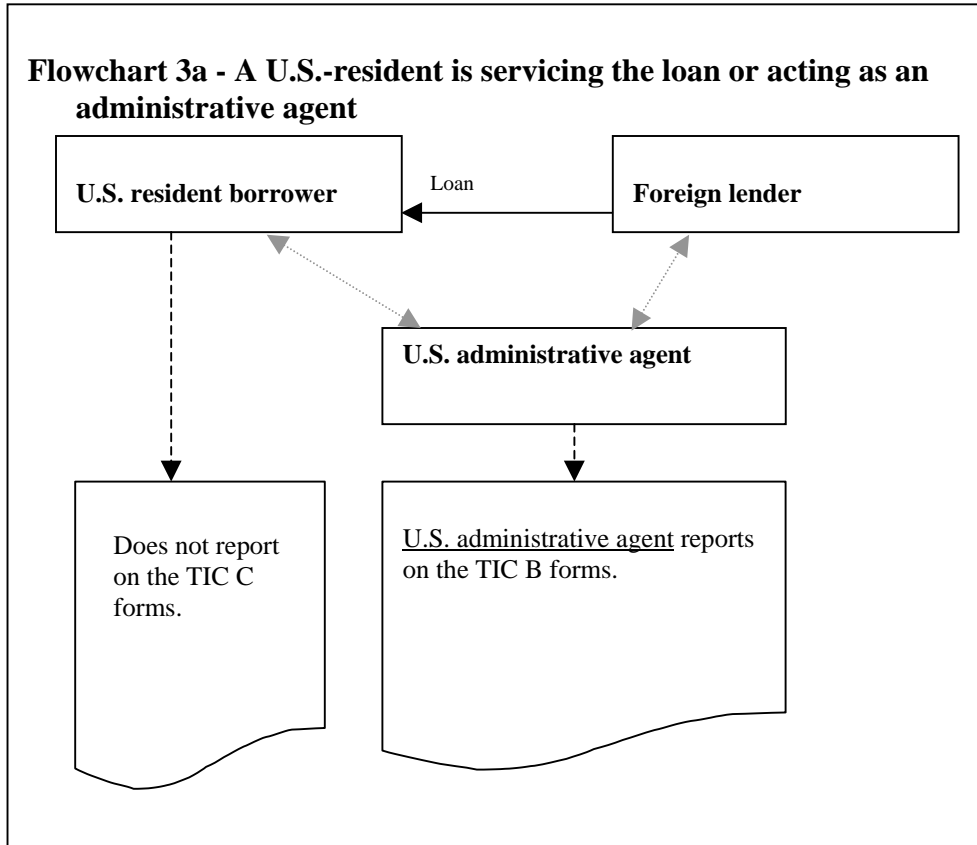 Flowchart 3a - A U.S.-resident is servicing the loan or acting as an
administrative agent
U.S. resident borrower
Loan
Foreign lender
U.S. administrative agent
Does not report
on the TIC C
forms.
U.S. administrative agent reports
on the TIC B forms.